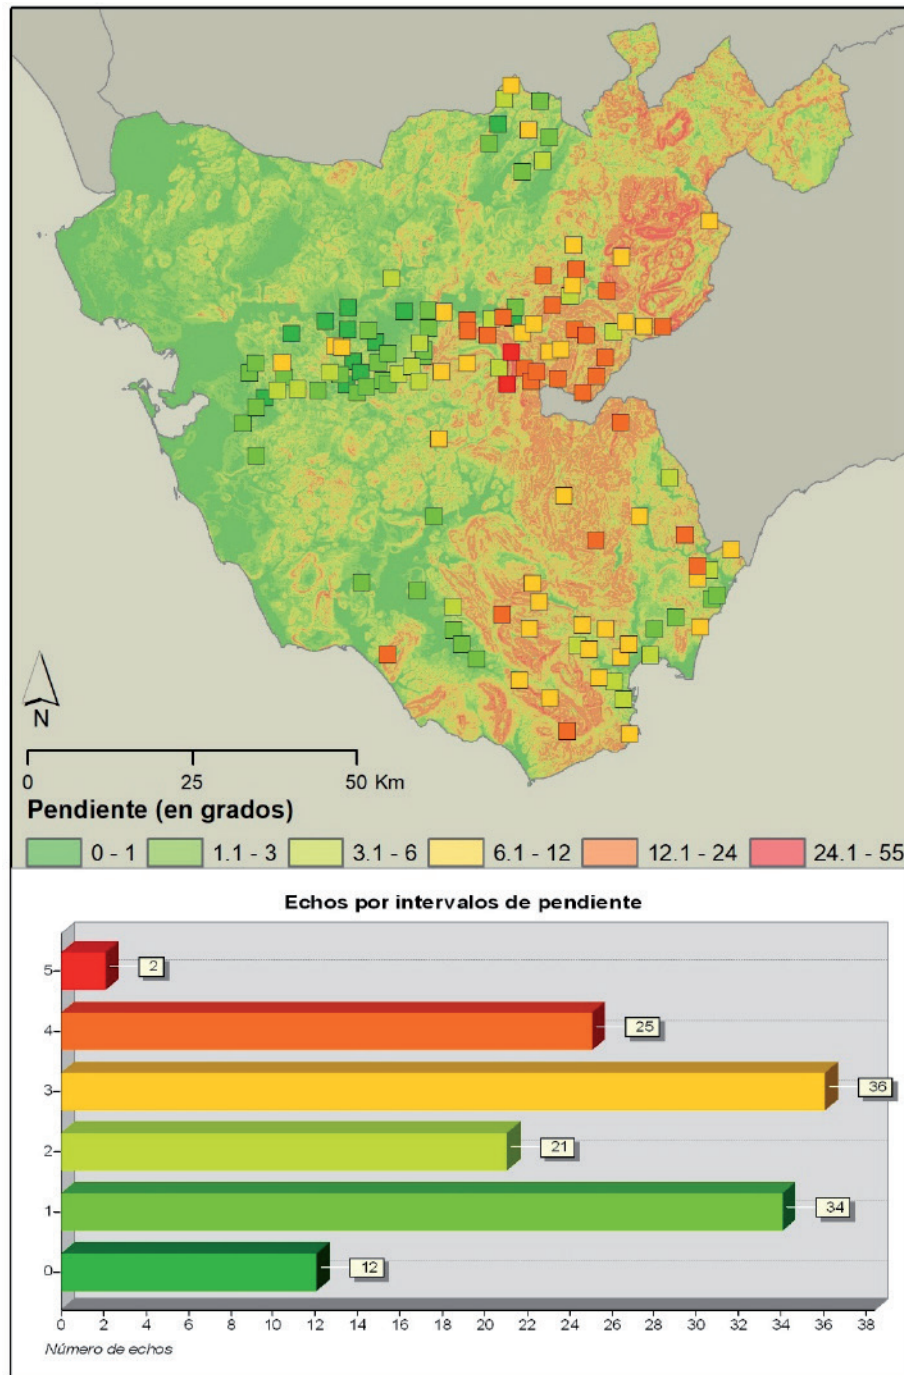 N
0 25 50 Km
Pendiente (en grados)
0 - 1 1.1 - 3 3.1 - 6 6.1 - 12 12.1 - 24 24.1 - 55
Echos por intervalos de pendiente
5 2
4 25
3 36
2 21
1 34
0 12
0 2 4 6 8 10 12 14 16 18 20 22 24 26 28 30 32 34 36 38
Número de echos